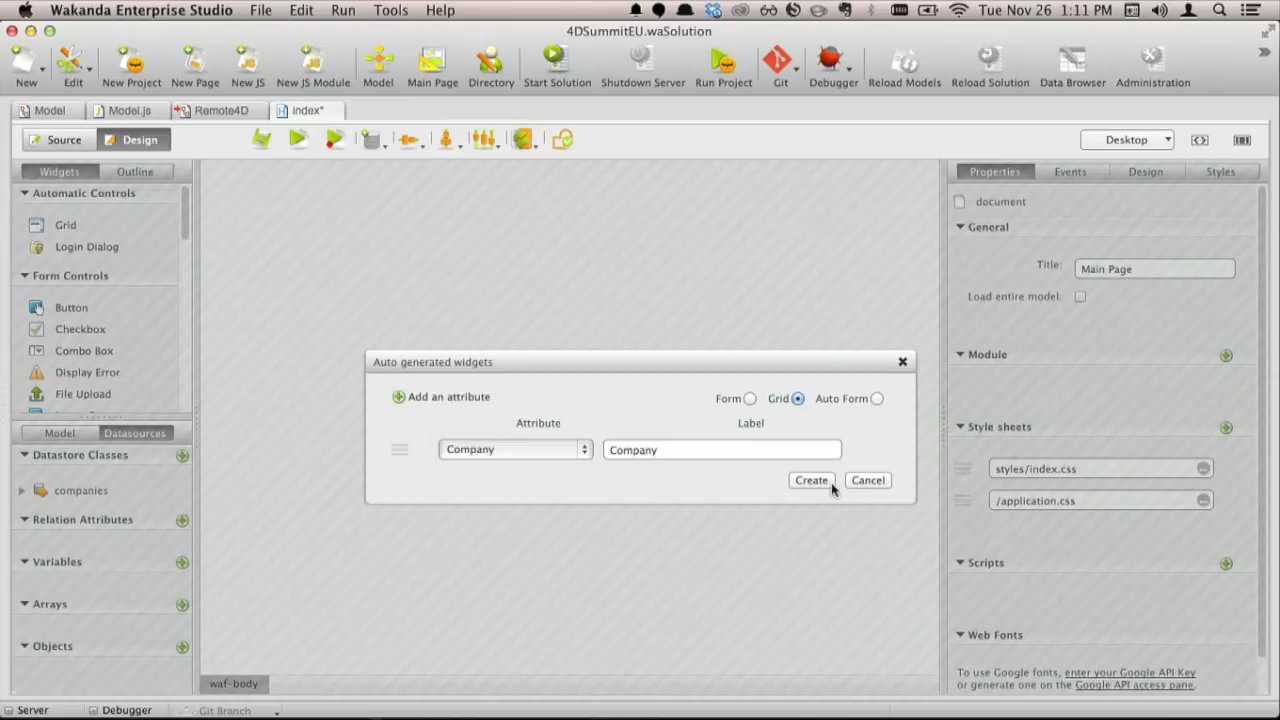 Wakanda Enterprise Studio File Edit Run Tools Help Tue Nov 26 1:11 PM
4DSummitEU.waSolution
New Edit New Project New Page New JS New JS Module Model Main Page Directory Start Solution Shutdown Server Run Project Git Debugger Reload Models Reload Solution Data Browser Administration
Model Model.js Remote4D index*
Source Design Desktop
Widgets Outline Properties Events Design Styles
Automatic Controls
document
Grid
General
Login Dialog
Title: Main Page
Form Controls
Load entire model:
Button
Checkbox
Combo Box
Module
Auto generated widgets
Display Error
File Upload
Add an attribute Form Grid Auto Form
Attribute Label
Style sheets
Model Datasources
Company Company
Datastore Classes
styles/index.css
Create Cancel
companies
/application.css
Relation Attributes
Variables
Scripts
Arrays
Web Fonts
Objects
To use Google fonts, enter your Google API Key
or generate one on the Google API access pane.
waf-body
Server Debugger Git Branch